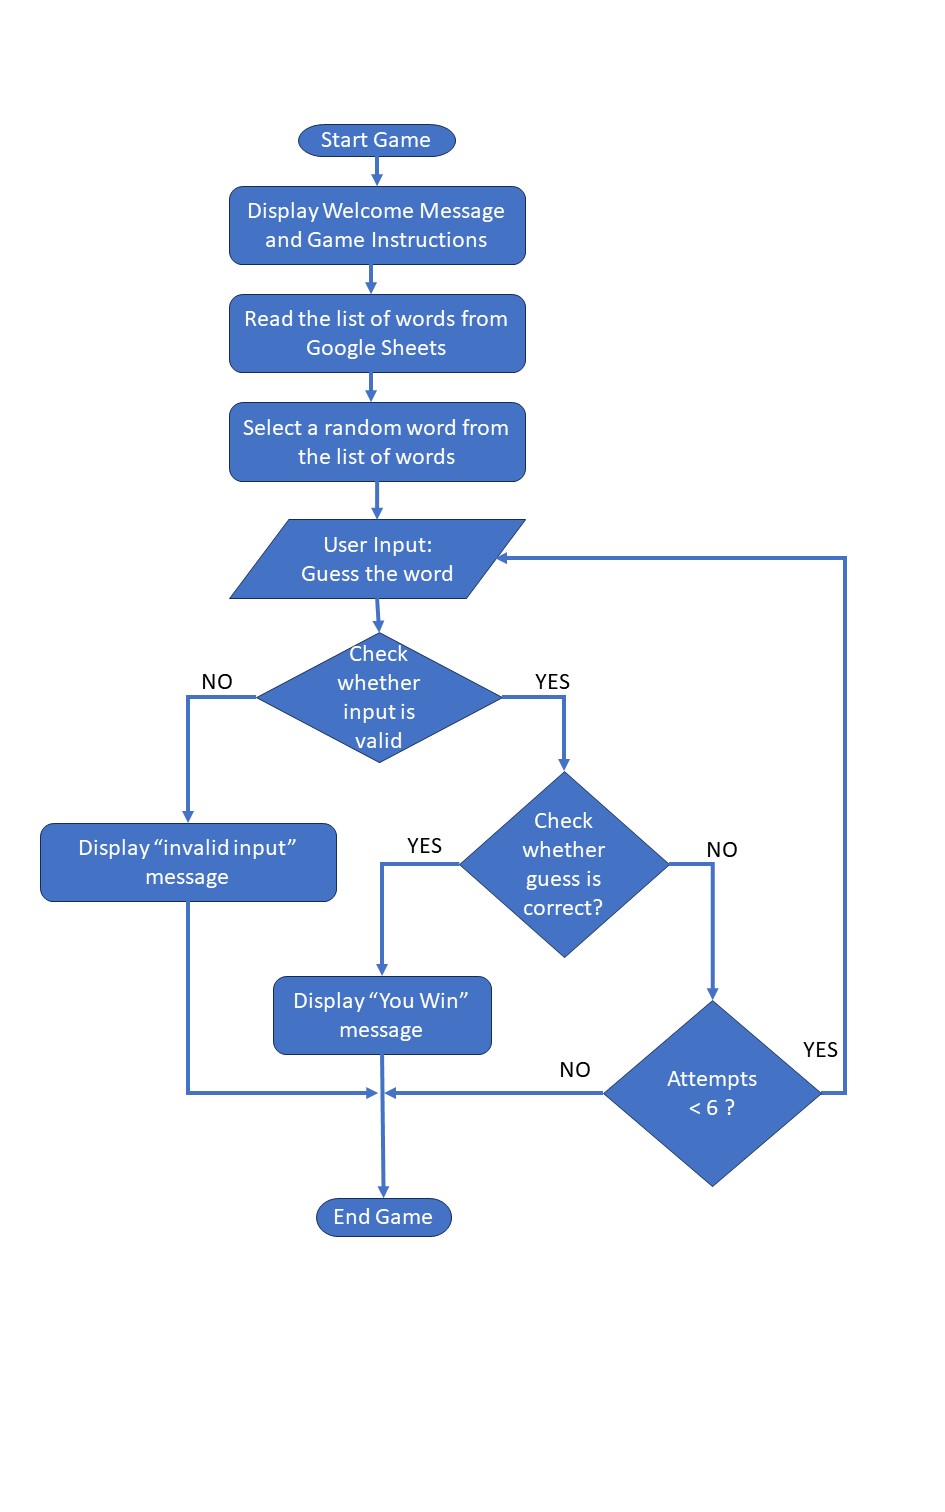 Start Game
Display Welcome Message
and Game Instructions
Read the list of words from
Google Sheets
Select a random word from
the list of words
User Input:
Guess the word
Check
whether
input is
valid
NO
YES
Display “invalid input”
message
Check
whether
guess is
correct?
YES
NO
Display “You Win”
message
Attempts
< 6 ?
NO
YES
End Game